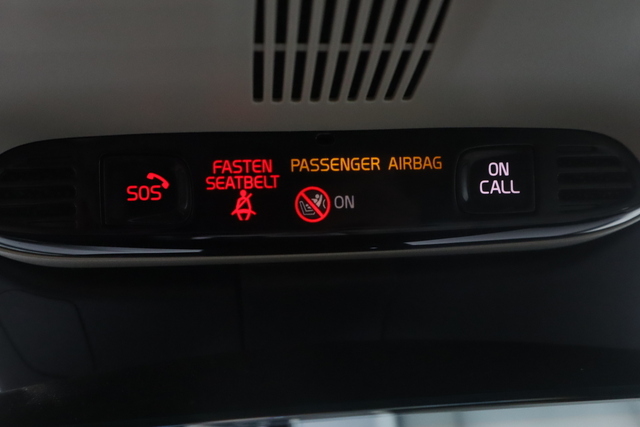 SOS
FASTEN
SEATBELT
PASSENGER AIRBAG
ON
ON
CALL